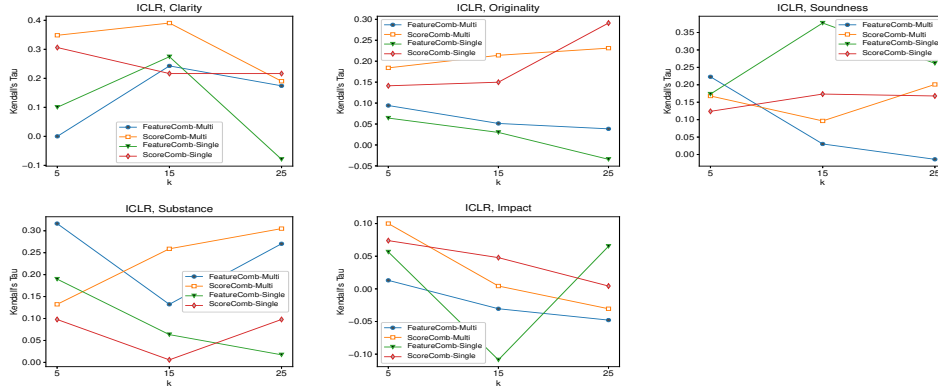 ICLR, Clarity
Kendall's Tau
0.4
0.3
0.2
0.1
0.0
−0.1
FeatureComb-Multi
ScoreComb-Multi
FeatureComb-Single
ScoreComb-Single
5
15
25
k
ICLR, Originality
Kendall's Tau
0.30
0.25
0.20
0.15
0.10
0.05
0.00
−0.05
FeatureComb-Multi
ScoreComb-Multi
FeatureComb-Single
ScoreComb-Single
5
15
25
k
ICLR, Soundness
Kendall's Tau
0.35
0.30
0.25
0.20
0.15
0.10
0.05
0.00
FeatureComb-Multi
ScoreComb-Multi
FeatureComb-Single
ScoreComb-Single
5
15
25
k
ICLR, Substance
Kendall's Tau
0.30
0.25
0.20
0.15
0.10
0.05
0.00
FeatureComb-Multi
ScoreComb-Multi
FeatureComb-Single
ScoreComb-Single
5
15
25
k
ICLR, Impact
Kendall's Tau
0.10
0.05
0.00
−0.05
−0.10
FeatureComb-Multi
ScoreComb-Multi
FeatureComb-Single
ScoreComb-Single
5
15
25
k